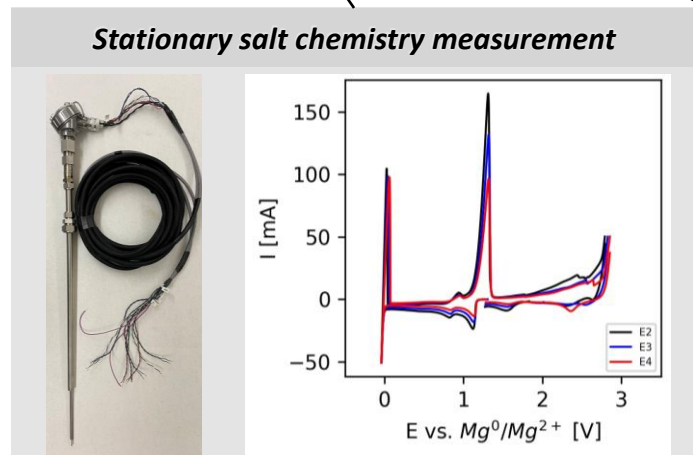 Stationary salt chemistry measurement
I [mA]
150
100
50
0
−50
E2
E3
E4
0 1 2 3
E vs. Mg⁰/Mg²⁺ [V]